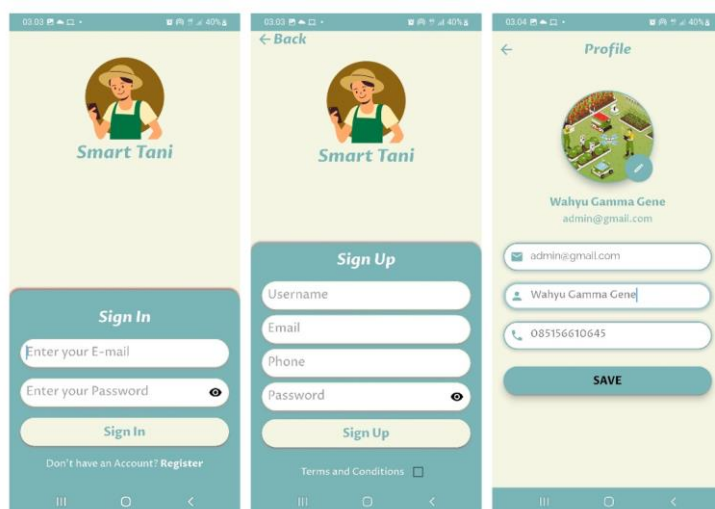 03.03
40%
Smart Tani
Sign In
Enter your E-mail
Enter your Password
Sign In
Don't have an Account? Register
03.03
40%
← Back
Smart Tani
Sign Up
Username
Email
Phone
Password
Sign Up
Terms and Conditions
03.04
40%
Profile
Wahyu Gamma Gene
admin@gmail.com
admin@gmail.com
Wahyu Gamma Gene
085156610645
SAVE